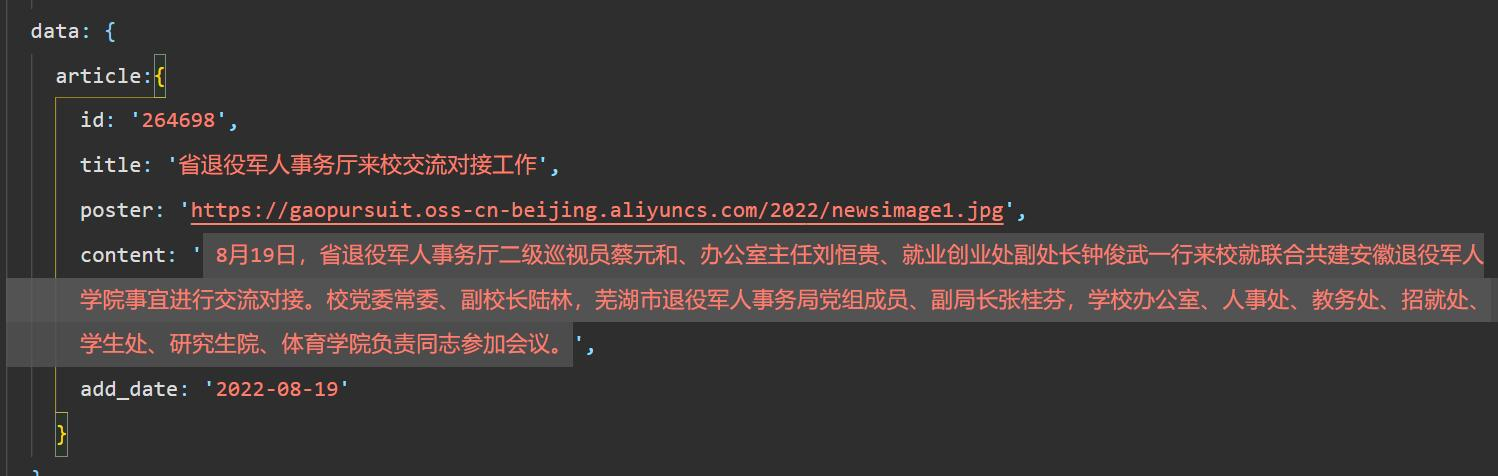 data: {
article:{
id: '264698',
title: '省退役军人事务厅来校交流对接工作',
poster: 'https://gaopursuit.oss-cn-beijing.aliyuncs.com/2022/newsimage1.jpg',
content: ' 8月19日，省退役军人事务厅二级巡视员蔡元和、办公室主任刘恒贵、就业创业处副处长钟俊武一行来校就联合共建安徽退役军人
学院事宜进行交流对接。校党委常委、副校长陆林，芜湖市退役军人事务局党组成员、副局长张桂芬，学校办公室、人事处、教务处、招就处、
学生处、研究生院、体育学院负责同志参加会议。',
add_date: '2022-08-19'
}